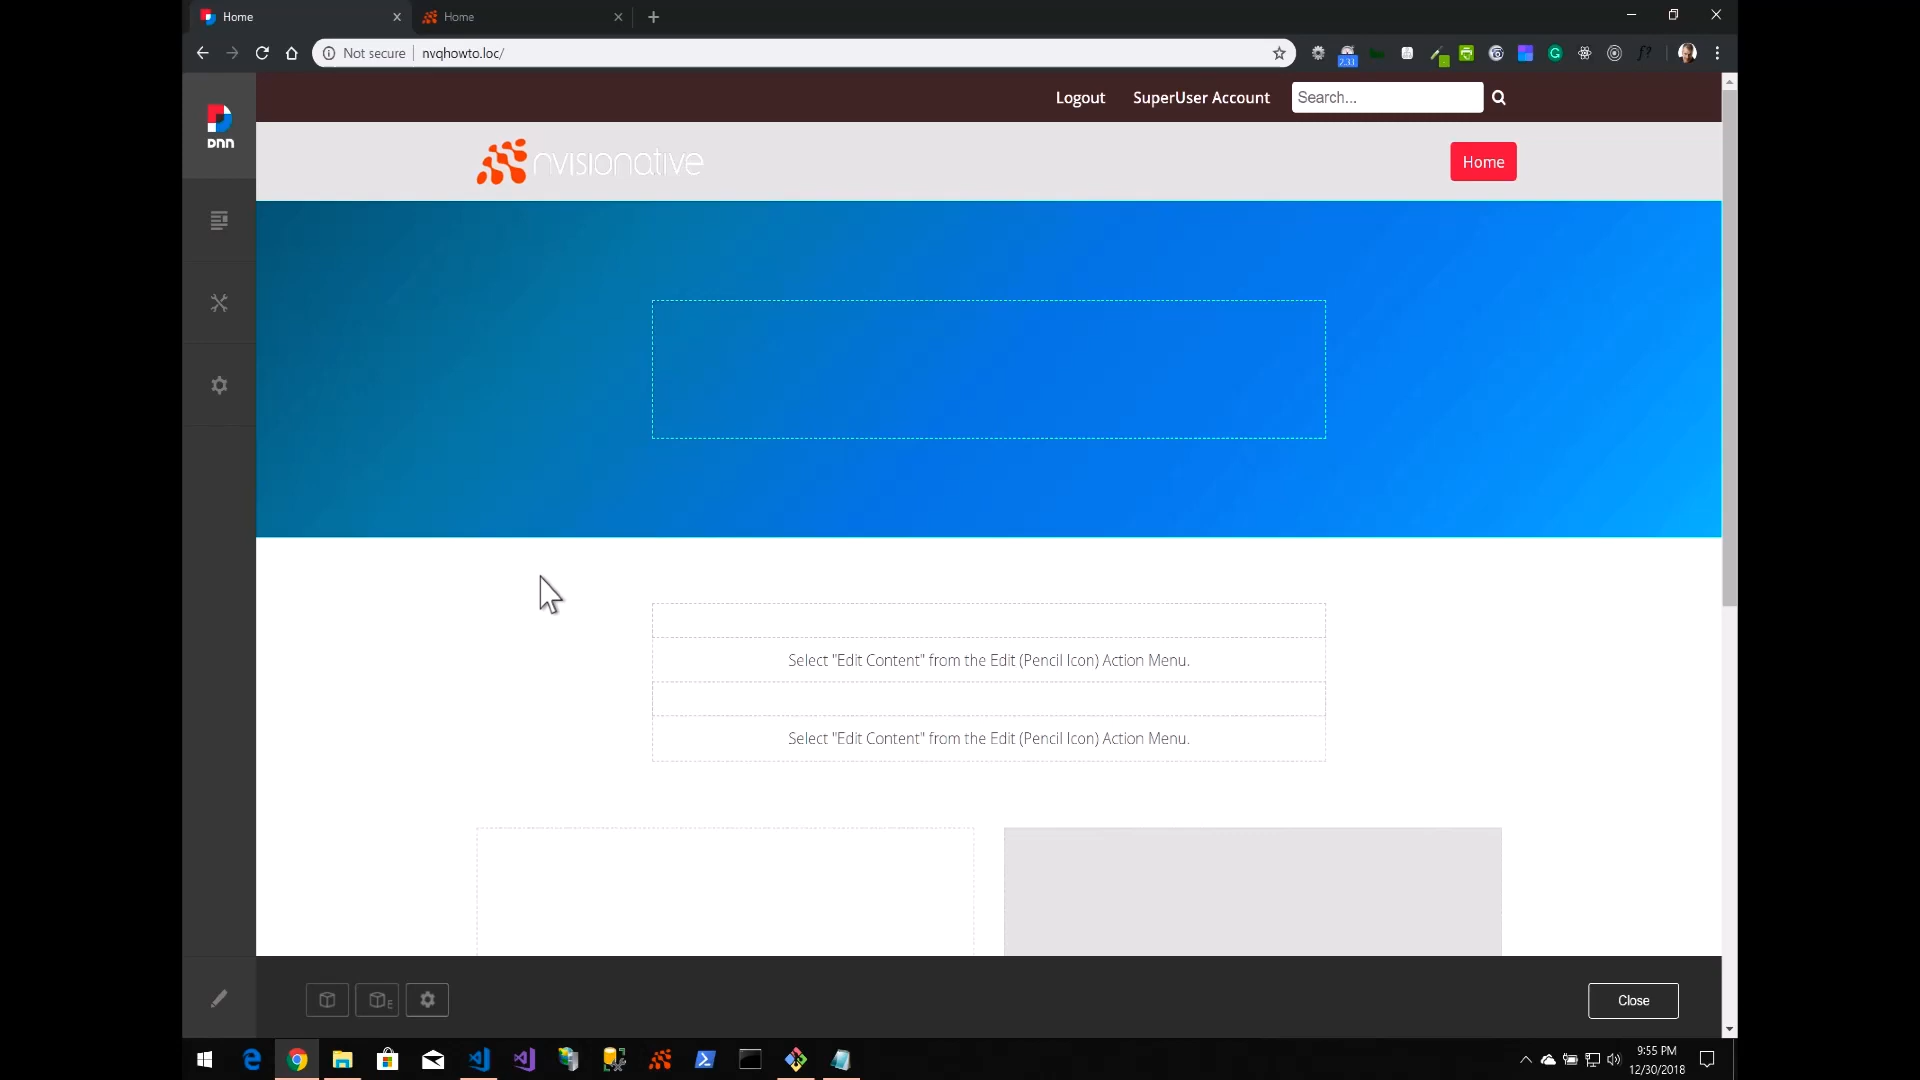 Home
Home
Not secure
nvqhowto.loc/
2.33
Logout
SuperUser Account
Search...
DNN
nvisionative
Home
Select "Edit Content" from the Edit (Pencil Icon) Action Menu.
Select "Edit Content" from the Edit (Pencil Icon) Action Menu.
E
Close
9:55 PM
12/30/2018